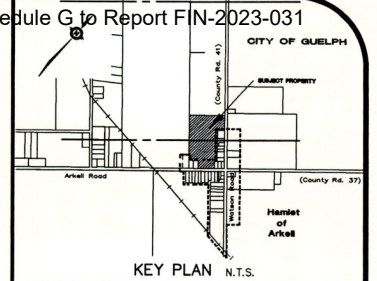 edule G to Report FIN-2023-031
CITY OF GUELPH
(County Rd. 41)
SUBJECT PROPERTY
Arkell Road
(County Rd. 37)
Watson Road
Hamlet
of
Arkell
KEY PLAN N.T.S.